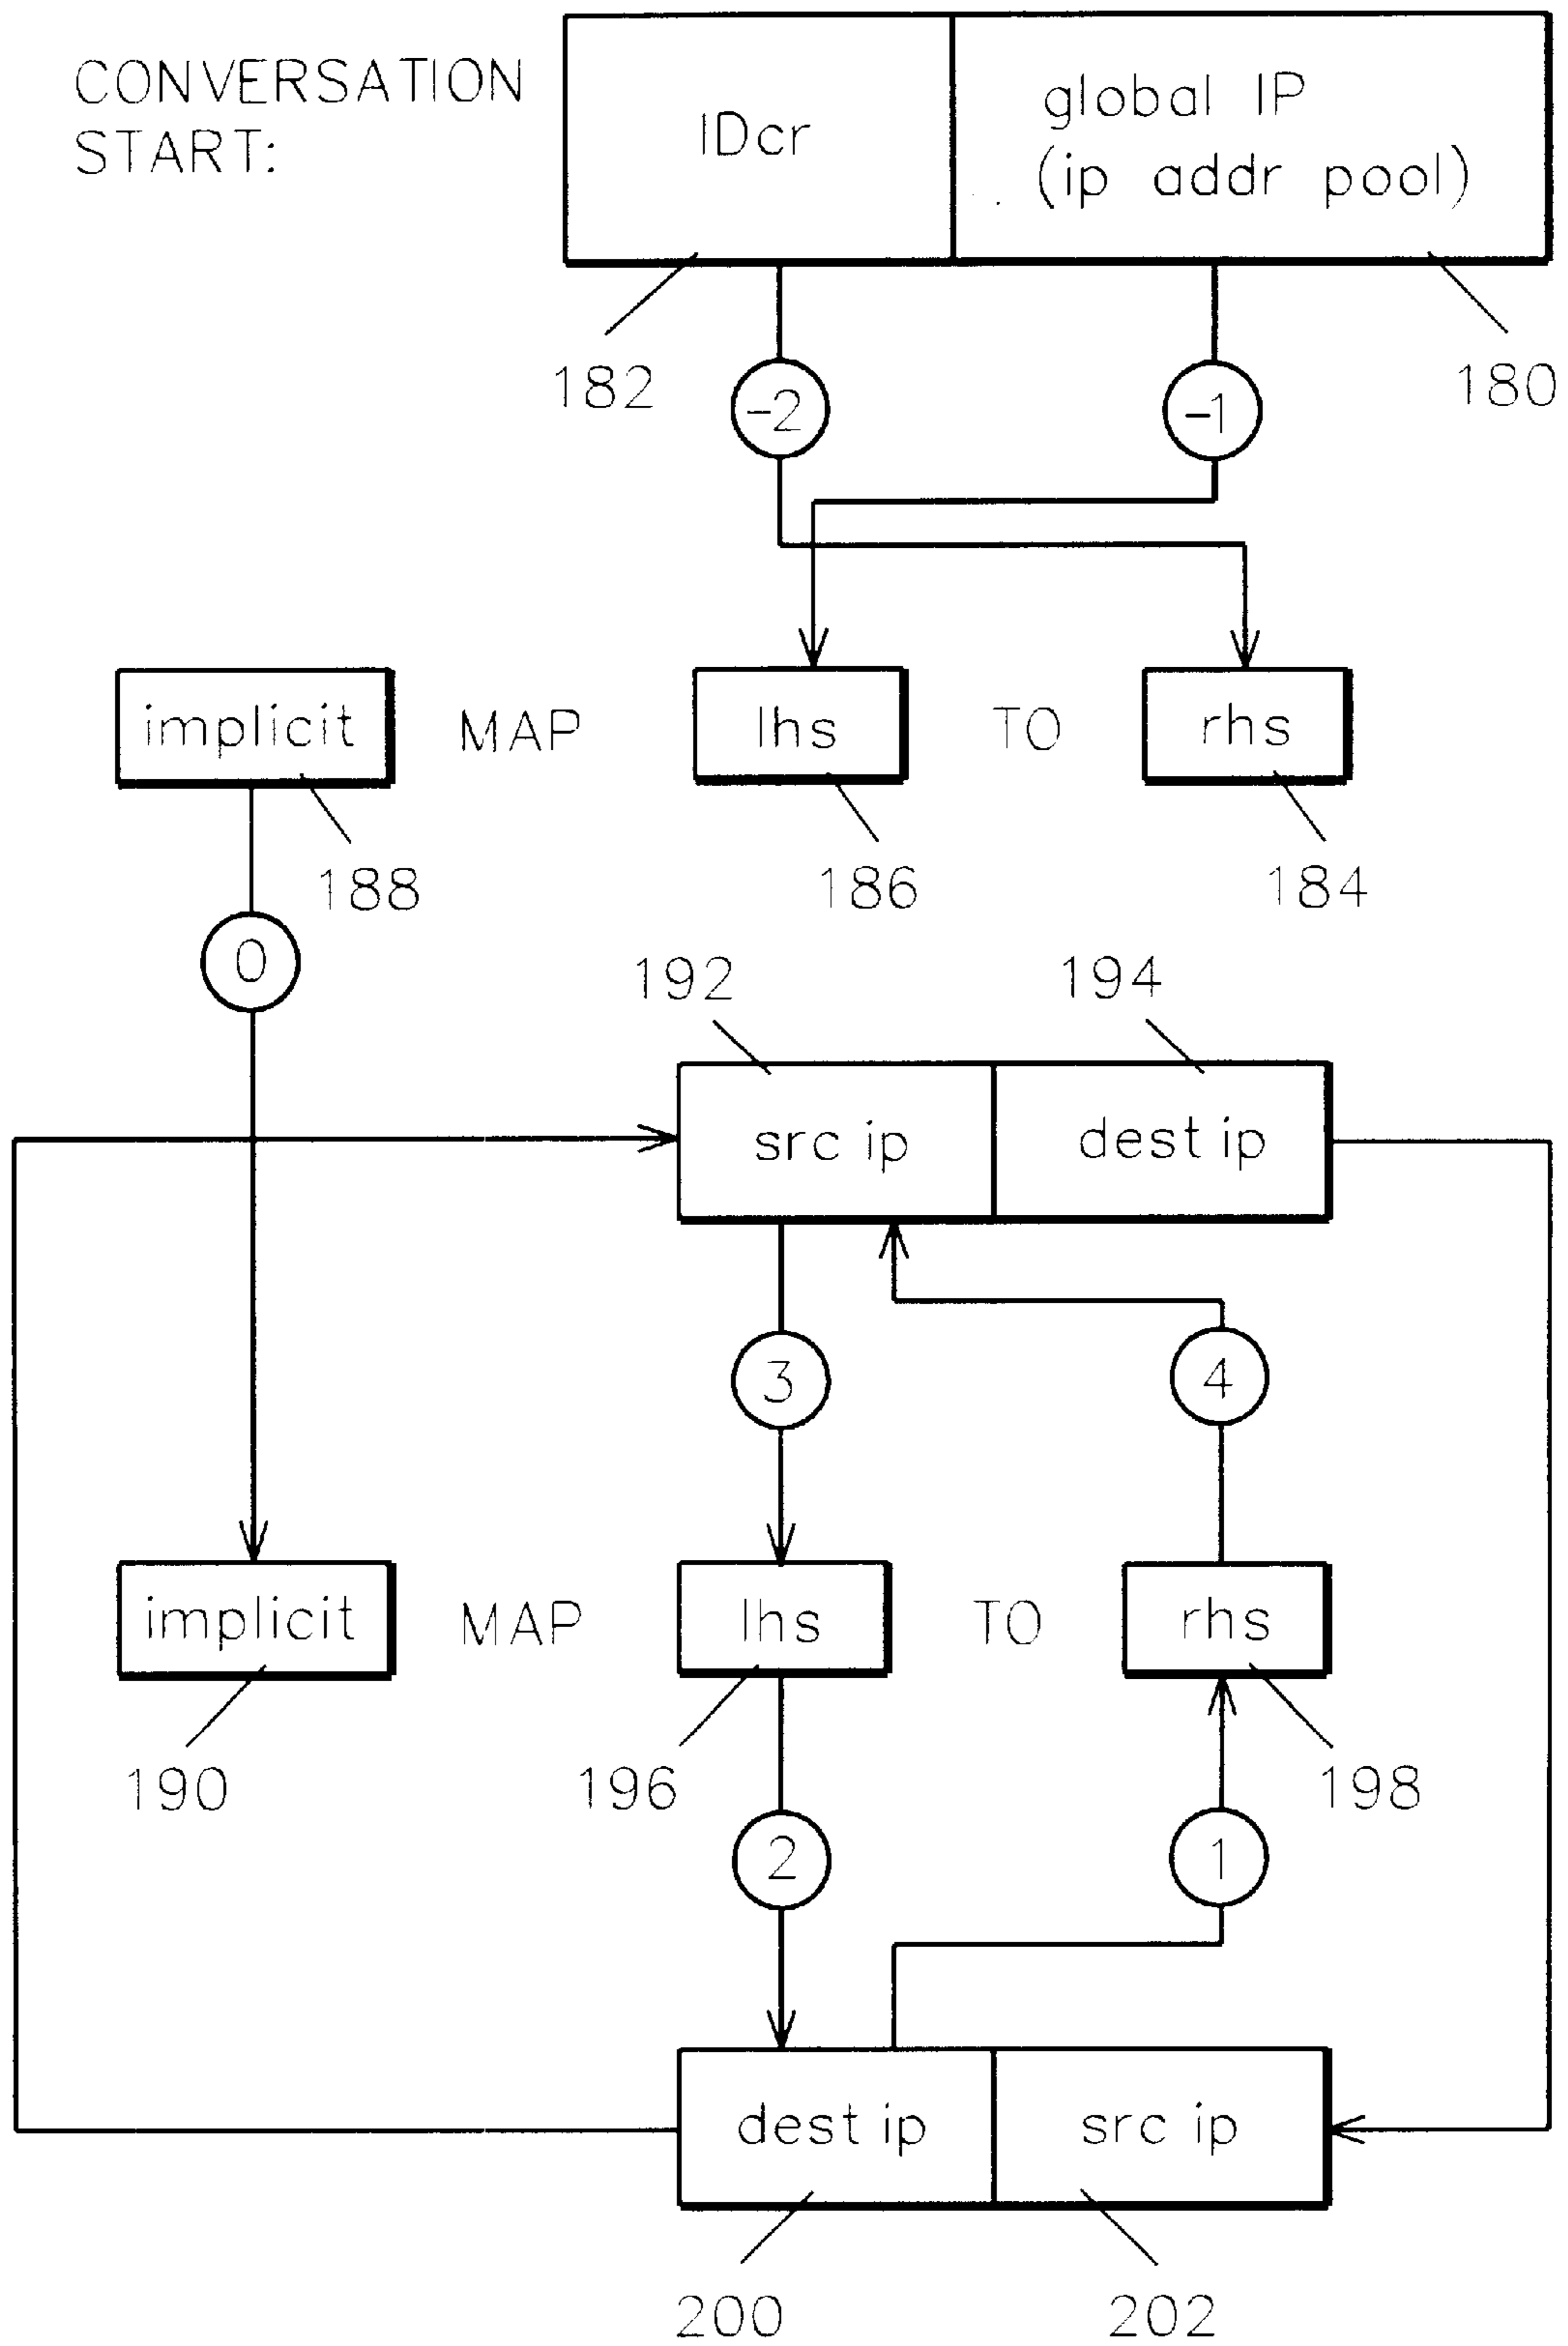 CONVERSATION
START:
IDcr
global IP
(ip addr pool)
182
-2
-1
180
implicit MAP lhs TO rhs
188
186
184
0
192
194
src ip
dest ip
3
4
implicit MAP lhs TO rhs
190
196
198
2
1
dest ip
src ip
200
202